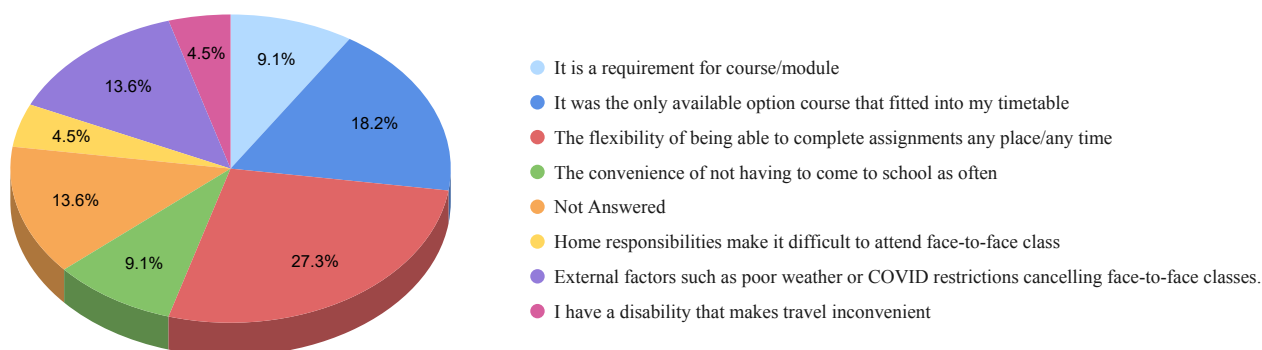 4.5%
9.1%
13.6%
18.2%
4.5%
13.6%
9.1%
27.3%
It is a requirement for course/module
It was the only available option course that fitted into my timetable
The flexibility of being able to complete assignments any place/any time
The convenience of not having to come to school as often
Not Answered
Home responsibilities make it difficult to attend face-to-face class
External factors such as poor weather or COVID restrictions cancelling face-to-face classes.
I have a disability that makes travel inconvenient